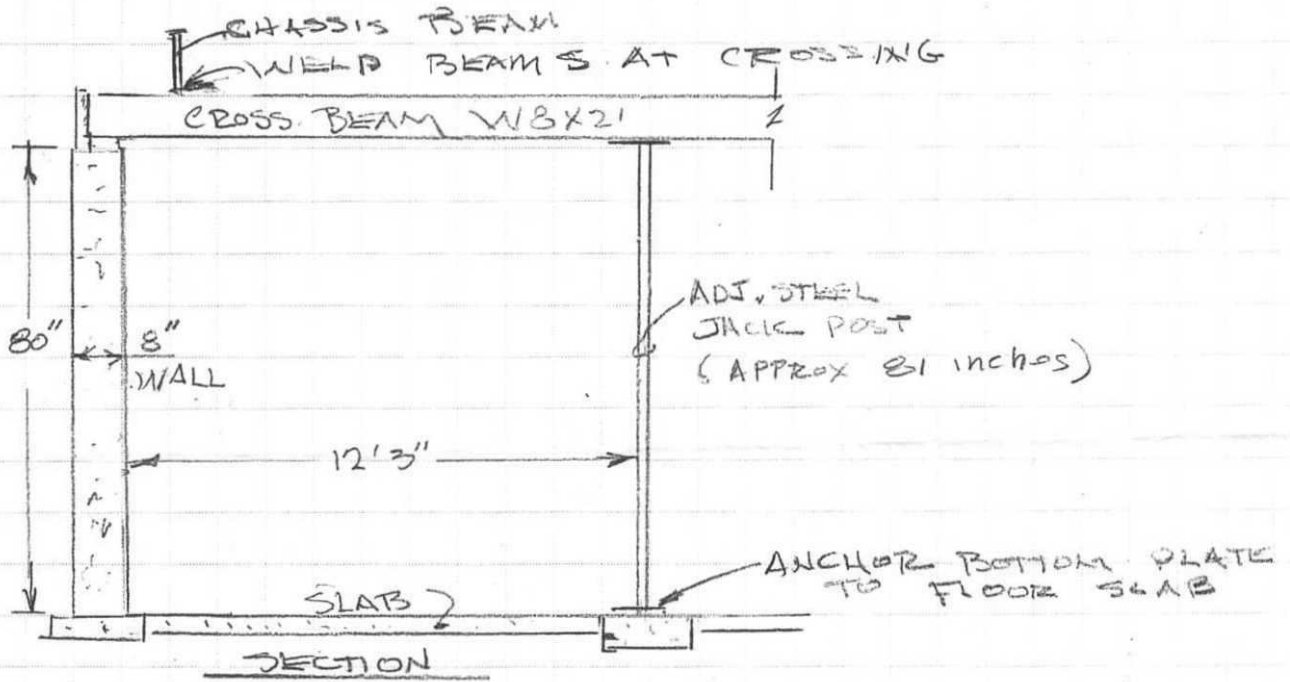 CHASSIS BEAM
WELD BEAMS AT CROSSING
CROSS BEAM W8X21
80"
8"
WALL
ADJ. STEEL
JACK POST
(APPROX 81 inches)
12'3"
ANCHOR BOTTOM PLATE
TO FLOOR SLAB
SLAB
SECTION